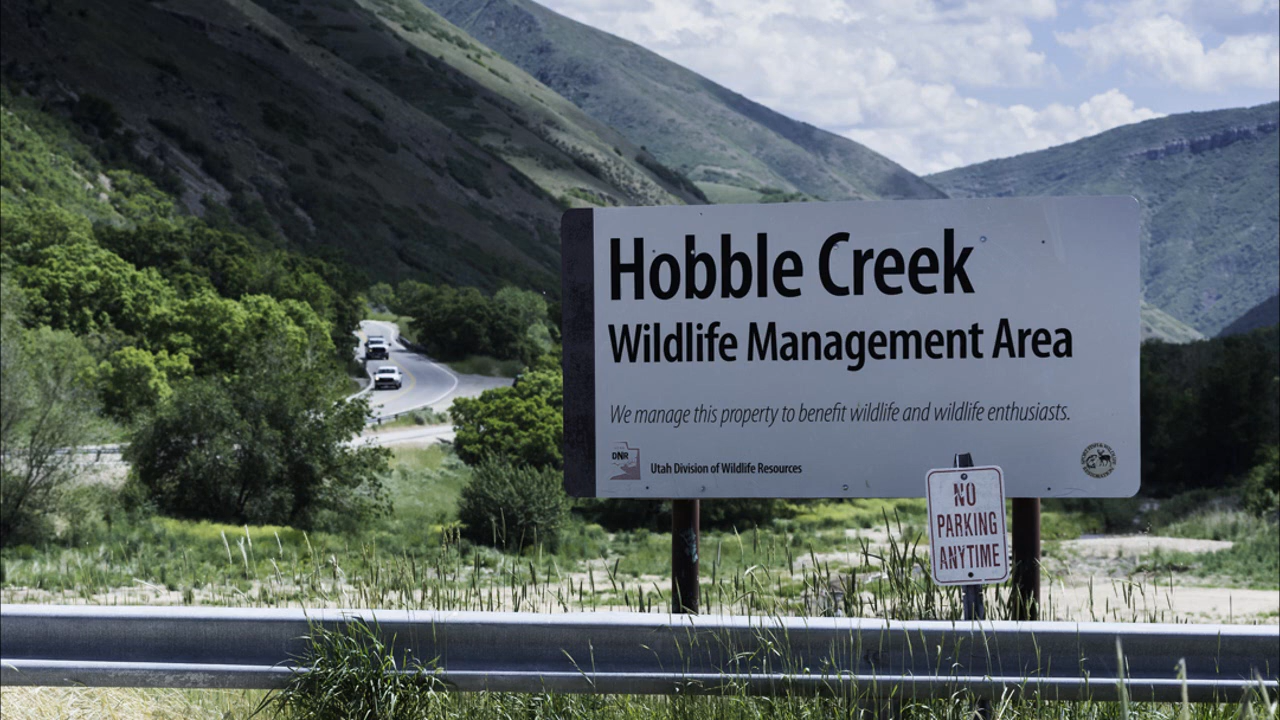 Hobble Creek
Wildlife Management Area
We manage this property to benefit wildlife and wildlife enthusiasts.
DNR
Utah Division of Wildlife Resources
NO
PARKING
ANYTIME